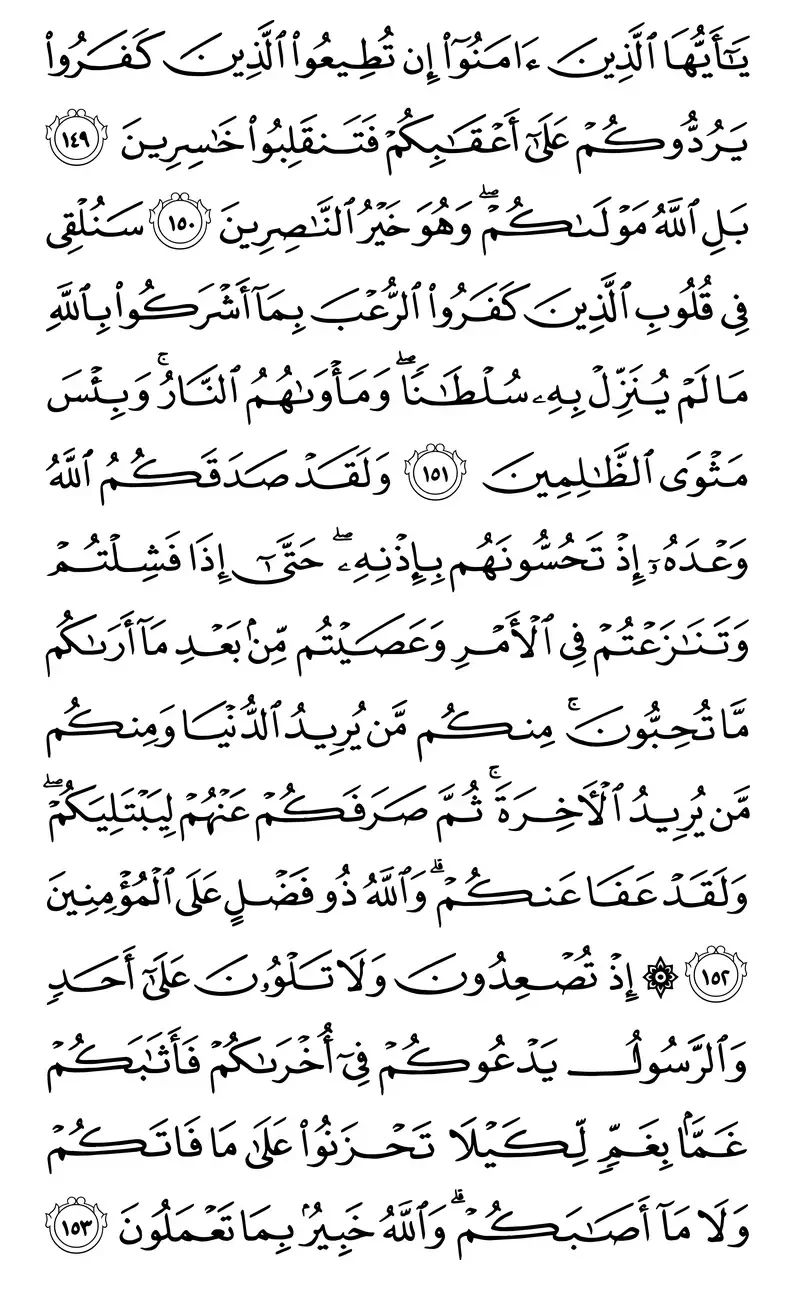 يَـٰٓأَيُّهَا ٱلَّذِينَ ءَامَنُوٓا۟ إِن تُطِيعُوا۟ ٱلَّذِينَ كَفَرُوا۟
يَرُدُّوكُمْ عَلَىٰٓ أَعْقَـٰبِكُمْ فَتَنقَلِبُوا۟ خَـٰسِرِينَ ١٤٩
بَلِ ٱللَّهُ مَوْلَىٰكُمْ ۖ وَهُوَ خَيْرُ ٱلنَّـٰصِرِينَ ١٥٠ سَنُلْقِى
فِى قُلُوبِ ٱلَّذِينَ كَفَرُوا۟ ٱلرُّعْبَ بِمَآ أَشْرَكُوا۟ بِٱللَّهِ
مَا لَمْ يُنَزِّلْ بِهِۦ سُلْطَـٰنًا ۖ وَمَأْوَىٰهُمُ ٱلنَّارُ ۚ وَبِئْسَ
مَثْوَى ٱلظَّـٰلِمِينَ ١٥١ وَلَقَدْ صَدَقَكُمُ ٱللَّهُ
وَعْدَهُۥٓ إِذْ تَحُسُّونَهُم بِإِذْنِهِۦ ۖ حَتَّىٰٓ إِذَا فَشِلْتُمْ
وَتَنَـٰزَعْتُمْ فِى ٱلْأَمْرِ وَعَصَيْتُم مِّنۢ بَعْدِ مَآ أَرَىٰكُم
مَّا تُحِبُّونَ ۚ مِنكُم مَّن يُرِيدُ ٱلدُّنْيَا وَمِنكُم
مَّن يُرِيدُ ٱلْـَٔاخِرَةَ ۚ ثُمَّ صَرَفَكُمْ عَنْهُمْ لِيَبْتَلِيَكُمْ ۖ
وَلَقَدْ عَفَا عَنكُمْ ۗ وَٱللَّهُ ذُو فَضْلٍ عَلَى ٱلْمُؤْمِنِينَ
١٥٢ ۞ إِذْ تُصْعِدُونَ وَلَا تَلْوُۥنَ عَلَىٰٓ أَحَدٍ
وَٱلرَّسُولُ يَدْعُوكُمْ فِىٓ أُخْرَىٰكُمْ فَأَثَـٰبَكُمْ
غَمًّۢا بِغَمٍّ لِّكَيْلَا تَحْزَنُوا۟ عَلَىٰ مَا فَاتَكُمْ
وَلَا مَآ أَصَـٰبَكُمْ ۗ وَٱللَّهُ خَبِيرٌۢ بِمَا تَعْمَلُونَ ١٥٣